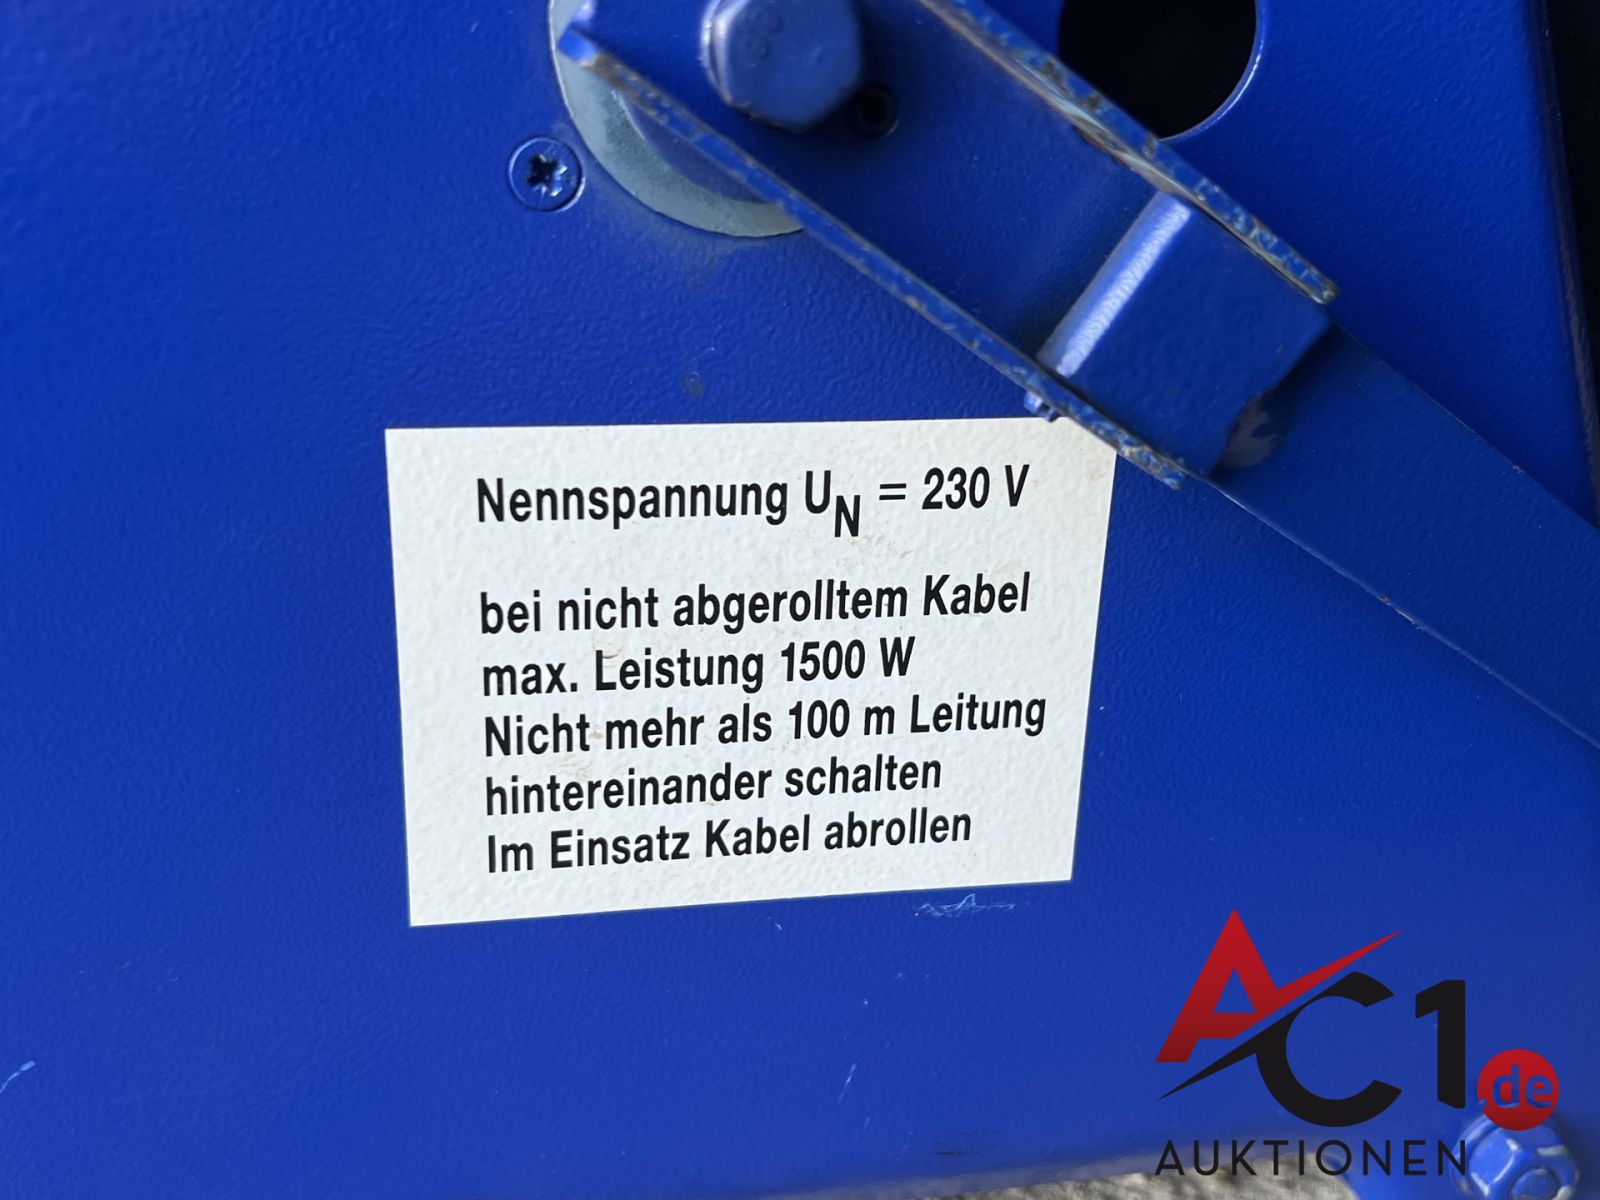 Nennspannung UN = 230 V
bei nicht abgerolltem Kabel
max. Leistung 1500 W
Nicht mehr als 100 m Leitung
hintereinander schalten
Im Einsatz Kabel abrollen
AC1.de
AUKTIONEN